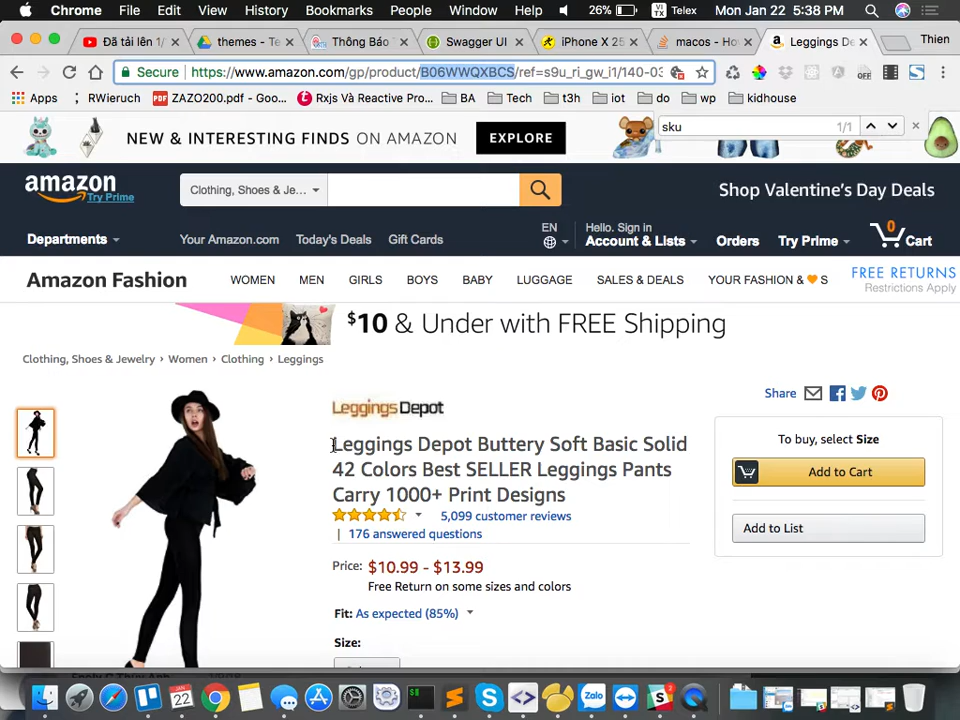 Chrome File Edit View History Bookmarks People Window Help 26% VI TX Telex Mon Jan 22 5:38 PM
Đã tải lên 1/ themes - Te Thông Báo Swagger UI iPhone X 25 macos - Ho Leggings De Thien
Secure https://www.amazon.com/gp/product/B06WWQXBCS/ref=s9u_ri_gw_i1/140-03
Apps R/Wieruch PDF ZAZO200.pdf - Goo... Rxjs Và Reactive Pro... BA Tech t3h iot do wp kidhouse
NEW & INTERESTING FINDS ON AMAZON EXPLORE
sku 1/1
amazon Try Prime
Clothing, Shoes & Je...
Shop Valentine's Day Deals
Departments Your Amazon.com Today's Deals Gift Cards
EN Hello. Sign in Account & Lists Orders Try Prime 0 Cart
Amazon Fashion WOMEN MEN GIRLS BOYS BABY LUGGAGE SALES & DEALS YOUR FASHION & S
FREE RETURNS
Restrictions Apply
$10 & Under with FREE Shipping
Clothing, Shoes & Jewelry › Women › Clothing › Leggings
Leggings Depot
Leggings Depot Buttery Soft Basic Solid
42 Colors Best SELLER Leggings Pants
Carry 1000+ Print Designs
5,099 customer reviews
| 176 answered questions
Price: $10.99 - $13.99
Free Return on some sizes and colors
Fit: As expected (85%)
Size:
Share
To buy, select Size
Add to Cart
Add to List
22
Zalo